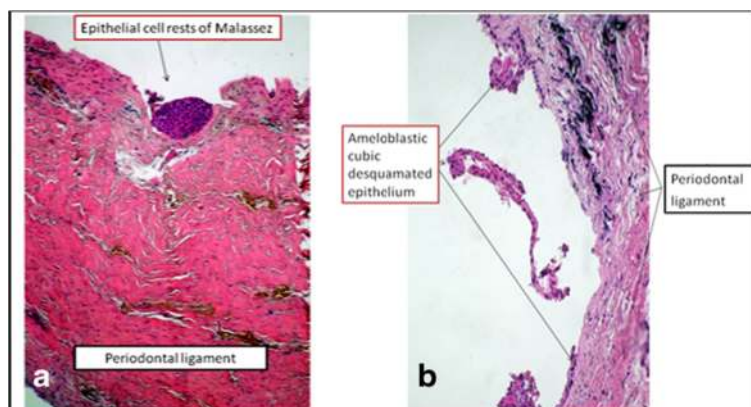 Epithelial cell rests of Malassez
Periodontal ligament
a
Ameloblastic
cubic
desquamated
epithelium
Periodontal
ligament
b